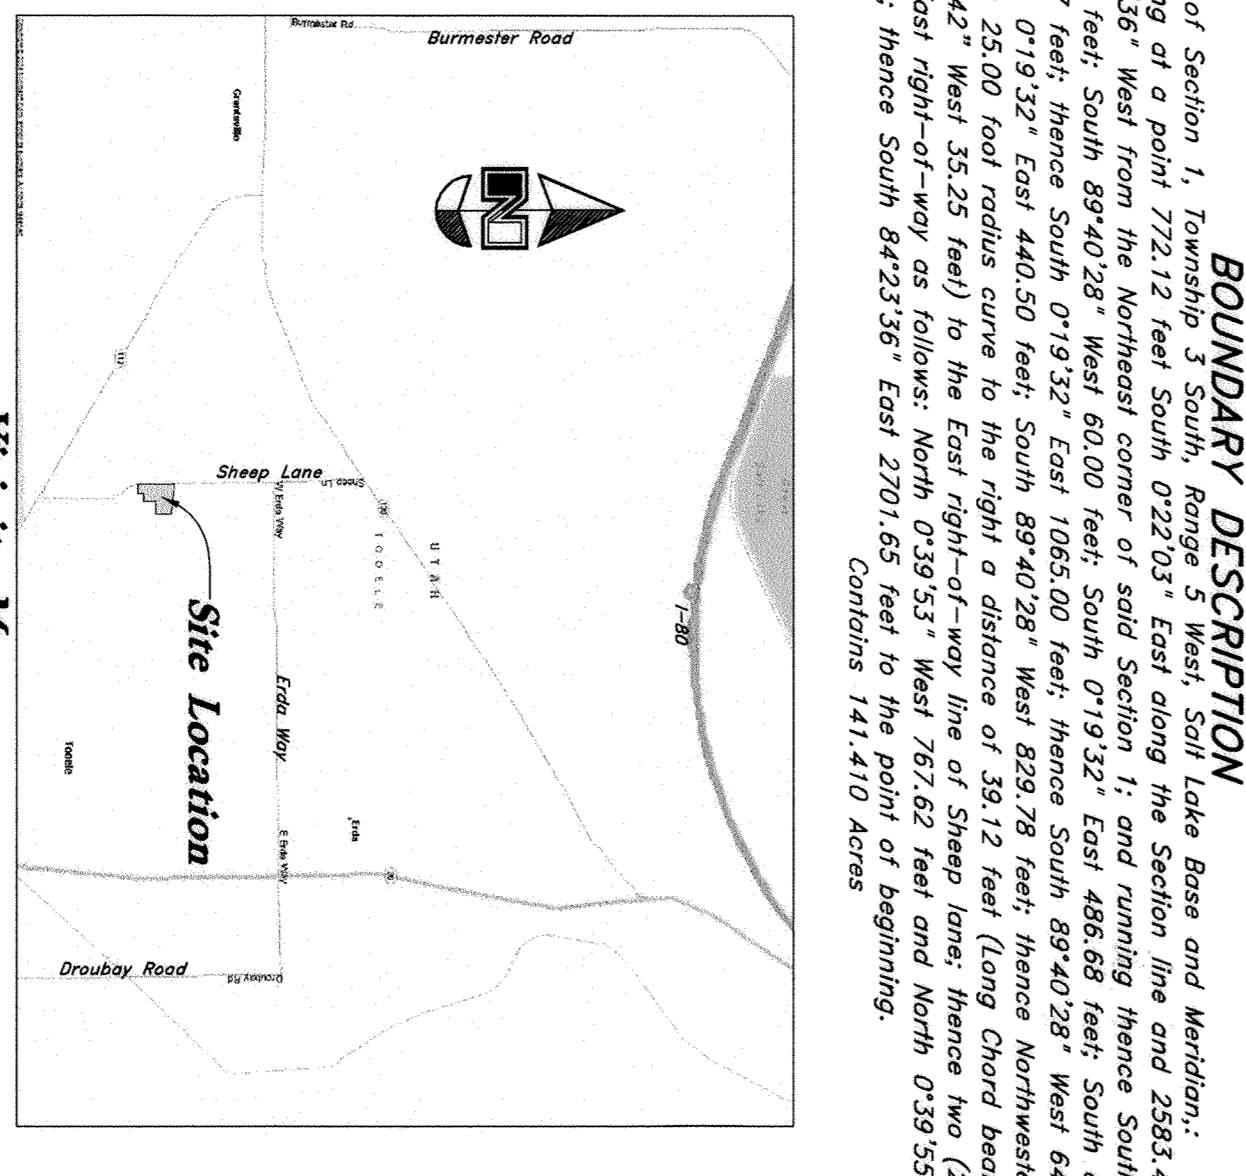 BOUNDARY DESCRIPTION
of Section 1, Township 3 South, Range 5 West, Salt Lake Base and Meridian,:
at a point 772.12 feet South 0°22'03" East along the Section line and
36" West from the Northeast corner of said Section 1; and running thence
feet; South 89°40'28" West 60.00 feet; South 0°19'32" East 486.68 feet; South
feet; thence South 0°19'32" East 1065.00 feet; thence South 89°40'28" West
0°19'32" East 440.50 feet; South 89°40'28" West 829.78 feet; thence
25.00 foot radius curve to the right a distance of 39.12 feet (Long Chord
42" West 35.25 feet) to the East right-of-way line of Sheep lane; thence two
right-of-way as follows: North 0°39'53" West 767.62 feet and North 0°39'55
; thence South 84°23'36" East 2701.65 feet to the point of beginning.
Contains 141.410 Acres
Burmester Rd
Burmester Road
Grantsville
N
112
Sheep Lane
Sheep Ln
W Erda Way
138
UTAH
TOOELE
I-80
Site Location
Erda Way
Tooele
Erda
E Erda Way
36
Droubay Road
Droubay Rd